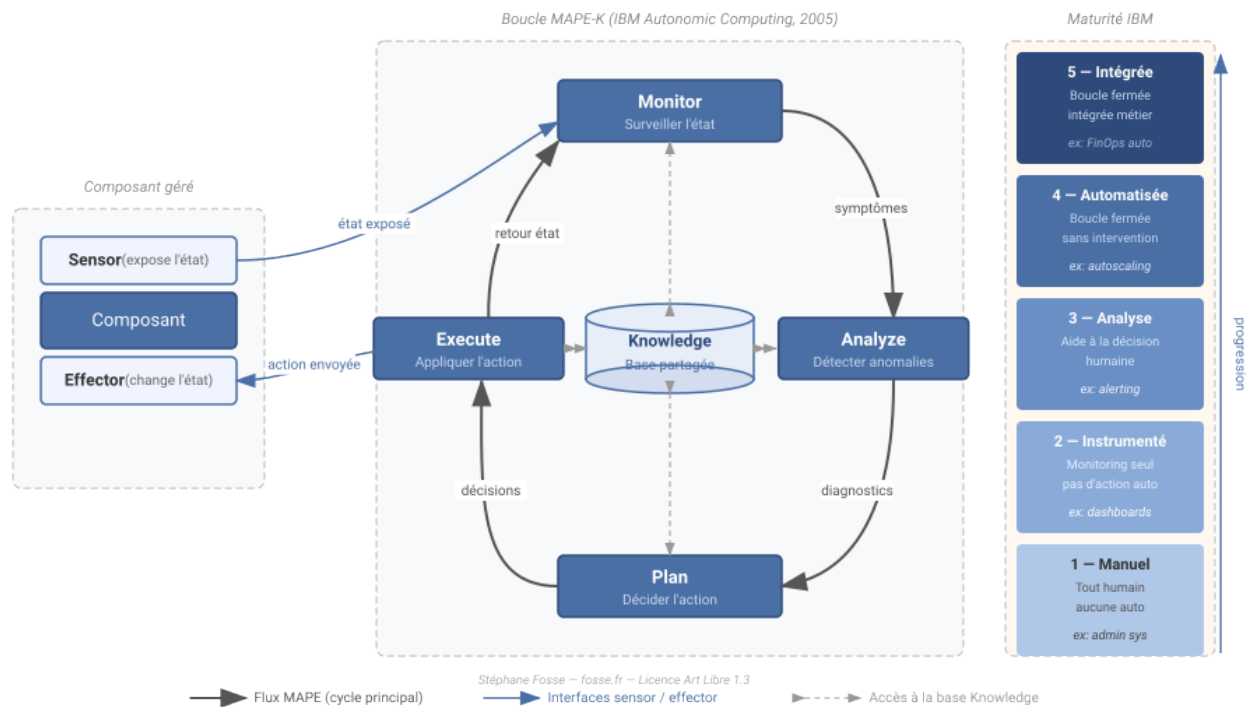 Boucle MAPE-K (IBM Autonomic Computing, 2005)
Maturité IBM
Composant géré
Sensor(expose l'état)
Composant
Effector(change l'état)
état exposé
action envoyée
Monitor
Surveiller l'état
retour état
symptômes
Execute
Appliquer l'action
Knowledge
Base partagée
Analyze
Détecter anomalies
décisions
diagnostics
Plan
Décider l'action
5 — Intégrée
Boucle fermée
intégrée métier
ex: FinOps auto
4 — Automatisée
Boucle fermée
sans intervention
ex: autoscaling
3 — Analyse
Aide à la décision
humaine
ex: alerting
2 — Instrumenté
Monitoring seul
pas d'action auto
ex: dashboards
1 — Manuel
Tout humain
aucune auto
ex: admin sys
progression
Stéphane Fosse — fosse.fr — Licence Art Libre 1.3
Flux MAPE (cycle principal)
Interfaces sensor / effector
Accès à la base Knowledge